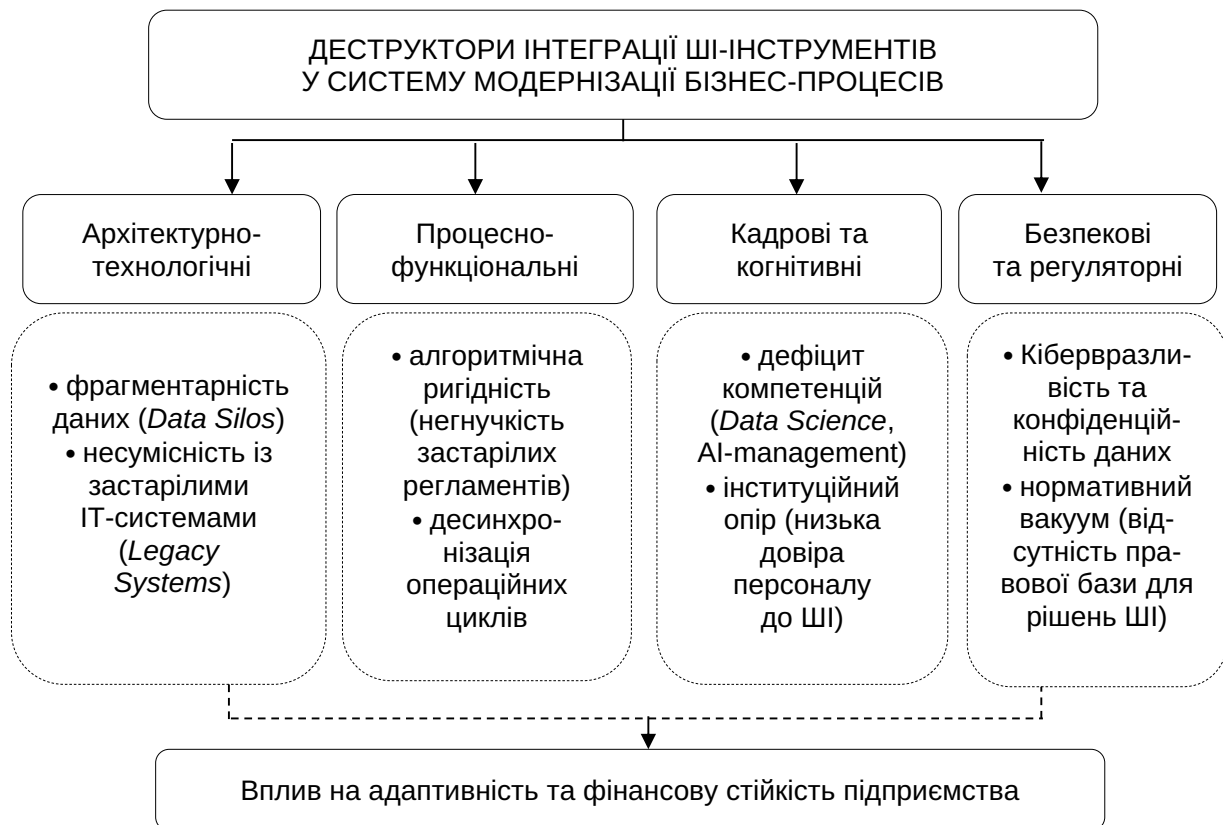 ДЕСТРУКТОРИ ІНТЕГРАЦІЇ ШІ-ІНСТРУМЕНТІВ
У СИСТЕМУ МОДЕРНІЗАЦІЇ БІЗНЕС-ПРОЦЕСІВ
Архітектурно-
технологічні
Процесно-
функціональні
Кадрові та
когнітивні
Безпекові
та регуляторні
• фрагментарність
даних (Data Silos)
• несумісність із
застарілими
ІТ-системами
(Legacy
Systems)
• алгоритмічна
ригідність
(негнучкість
застарілих
регламентів)
• десинхро-
нізація
операційних
циклів
• дефіцит
компетенцій
(Data Science,
AI-management)
• інституційний
опір (низька
довіра
персоналу
до ШІ)
• Кібервразли-
вість та
конфіденцій-
ність даних
• нормативний
вакуум (від-
сутність пра-
вової бази для
рішень ШІ)
Вплив на адаптивність та фінансову стійкість підприємства